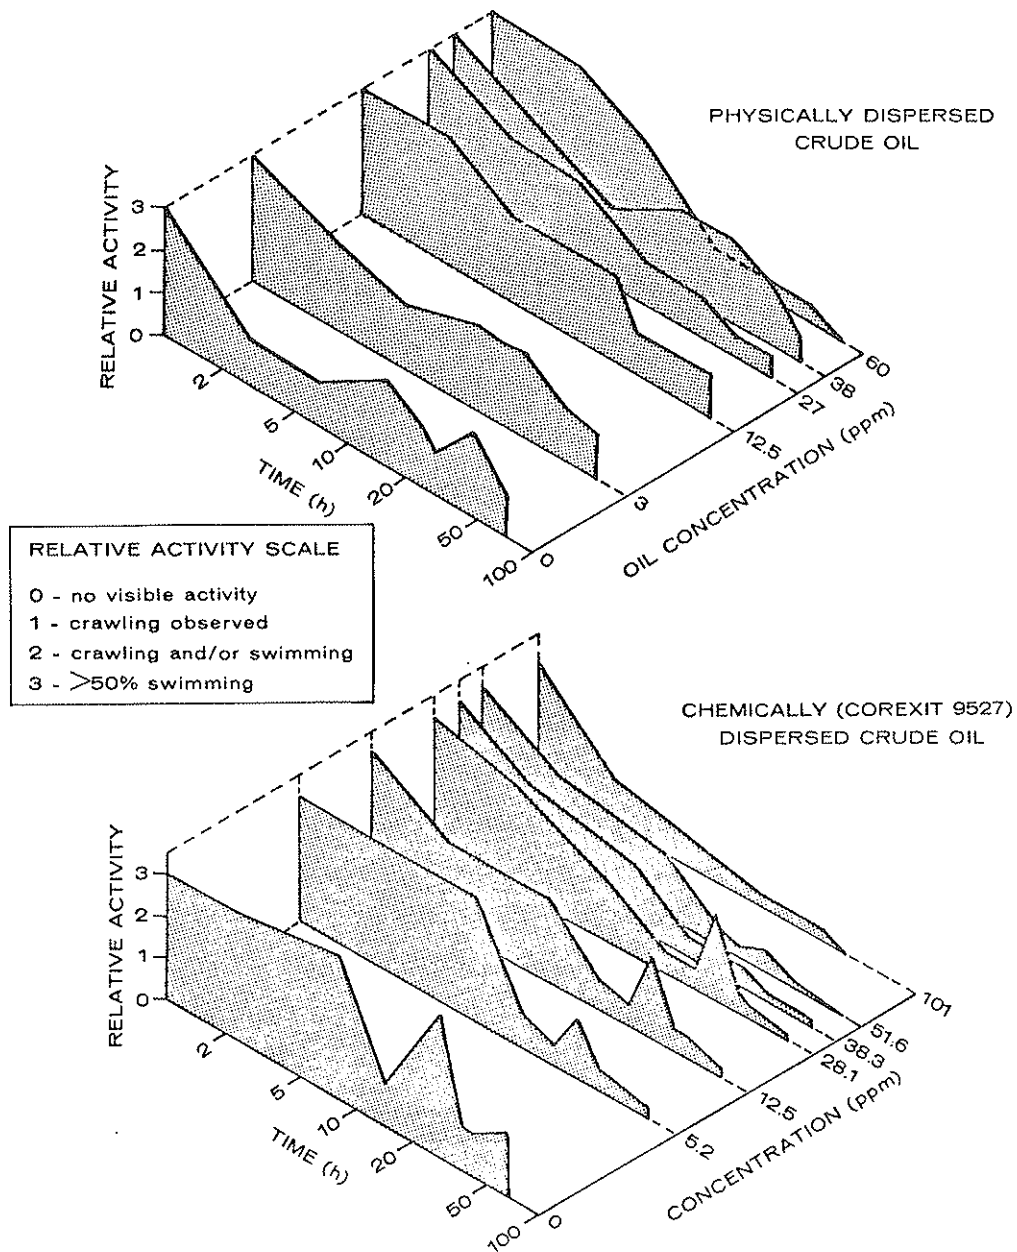 PHYSICALLY DISPERSED
CRUDE OIL
RELATIVE ACTIVITY
3
2
1
0
2
5
10
20
50
100
TIME (h)
0
3
12.5
27
38
60
OIL CONCENTRATION (ppm)
RELATIVE ACTIVITY SCALE
0 - no visible activity
1 - crawling observed
2 - crawling and/or swimming
3 - >50% swimming
CHEMICALLY (COREXIT 9527)
DISPERSED CRUDE OIL
RELATIVE ACTIVITY
3
2
1
0
2
5
10
20
50
100
TIME (h)
0
5.2
12.5
28.1
38.3
51.6
101
CONCENTRATION (ppm)